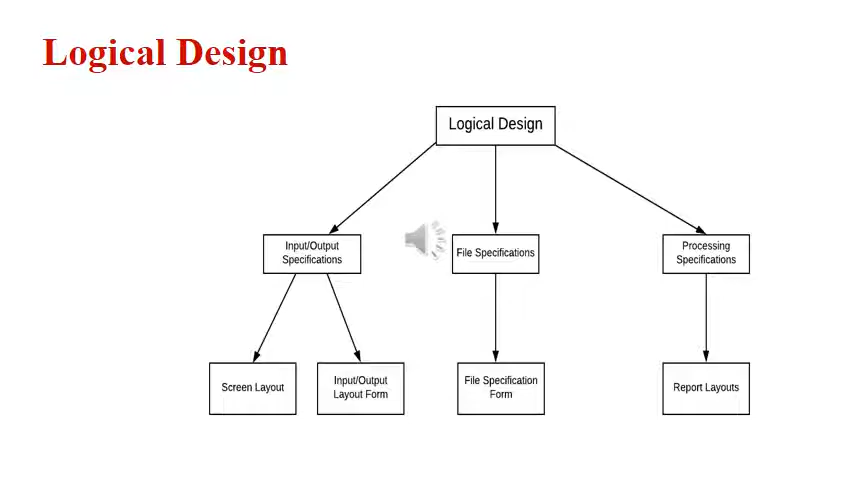 Logical Design
Logical Design
Input/Output
Specifications
File Specifications
Processing
Specifications
Screen Layout
Input/Output
Layout Form
File Specification
Form
Report Layouts